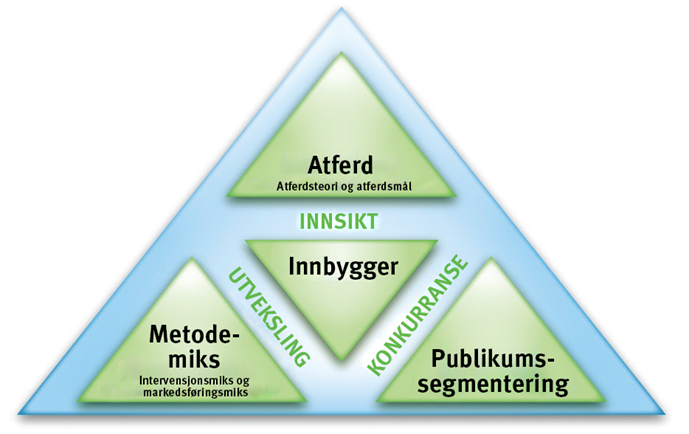 Atferd
Atferdsteori og atferdsmål
INNSIKT
Innbygger
UTVEKSLING
KONKURRANSE
Metode-
miks
Intervensjonsmiks og
markedsføringsmiks
Publikums-
segmentering